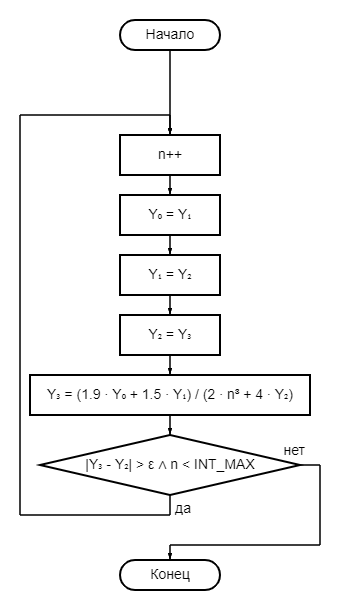 Начало
n++
Y₀ = Y₁
Y₁ = Y₂
Y₂ = Y₃
Y₃ = (1.9 · Y₀ + 1.5 · Y₁) / (2 · n³ + 4 · Y₂)
|Y₃ - Y₂| > ε ∧ n < INT_MAX
нет
да
Конец